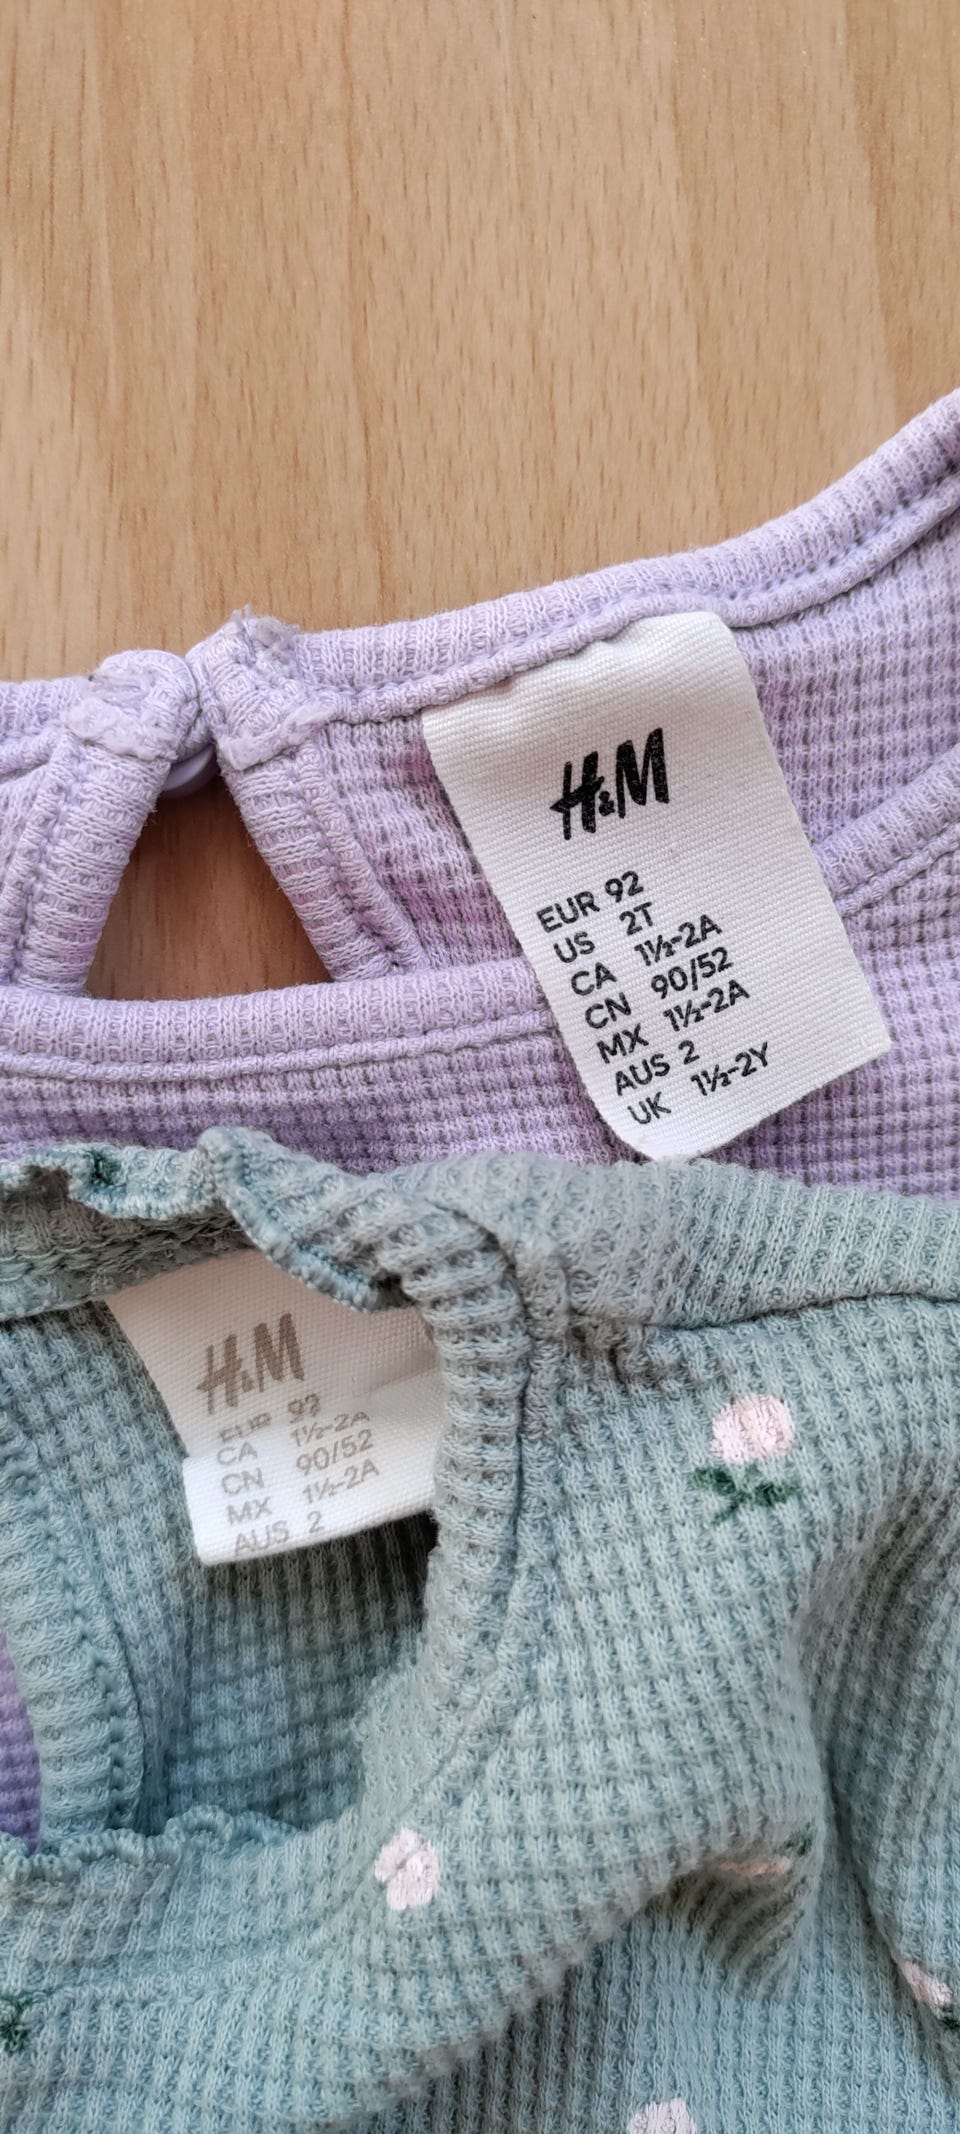 H&M
EUR 92
US 2T
CA 1½-2A
CN 90/52
MX 1½-2A
AUS 2
UK 1½-2Y
H&M
EUR 92
CA 1½-2A
CN 90/52
MX 1½-2A
AUS 2